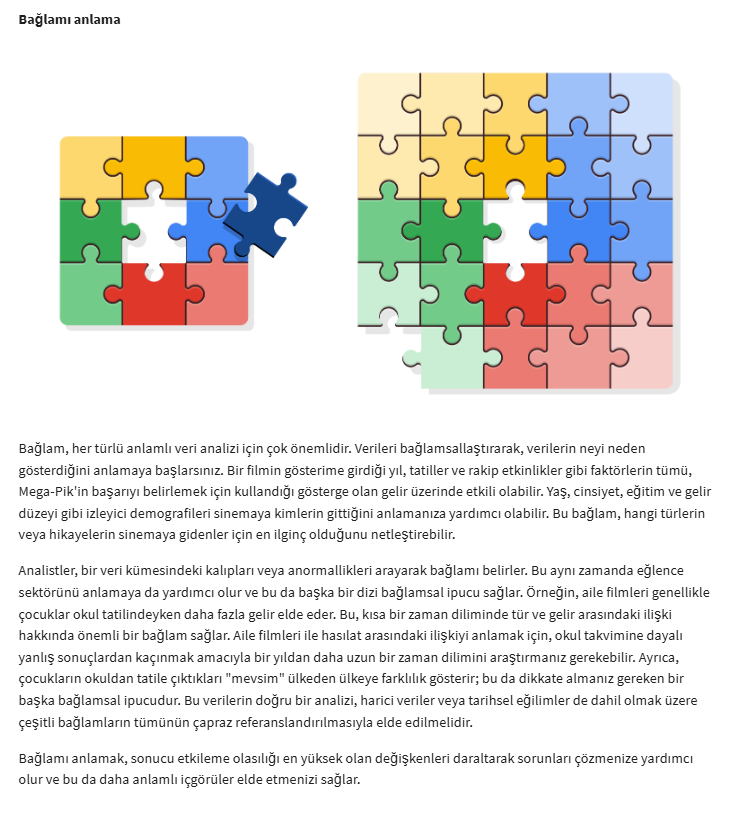 Bağlamı anlama
Bağlam, her türlü anlamlı veri analizi için çok önemlidir. Verileri bağlamsallaştırarak, verilerin neyi neden
gösterdiğini anlamaya başlarsınız. Bir filmin gösterime girdiği yıl, tatiller ve rakip etkinlikler gibi faktörlerin tümü,
Mega-Pik'in başarıyı belirlemek için kullandığı gösterge olan gelir üzerinde etkili olabilir. Yaş, cinsiyet, eğitim ve gelir
düzeyi gibi izleyici demografileri sinemaya kimlerin gittiğini anlamanıza yardımcı olabilir. Bu bağlam, hangi türlerin
veya hikayelerin sinemaya gidenler için en ilginç olduğunu netleştirebilir.
Analistler, bir veri kümesindeki kalıpları veya anormallikleri arayarak bağlamı belirler. Bu aynı zamanda eğlence
sektörünü anlamaya da yardımcı olur ve bu da başka bir dizi bağlamsal ipucu sağlar. Örneğin, aile filmleri genellikle
çocuklar okul tatilindeyken daha fazla gelir elde eder. Bu, kısa bir zaman diliminde tür ve gelir arasındaki ilişki
hakkında önemli bir bağlam sağlar. Aile filmleri ile hasılat arasındaki ilişkiyi anlamak için, okul takvimine dayalı
yanlış sonuçlardan kaçınmak amacıyla bir yıldan daha uzun bir zaman dilimini araştırmanız gerekebilir. Ayrıca,
çocukların okuldan tatile çıktıkları "mevsim" ülkeden ülkeye farklılık gösterir; bu da dikkate almanız gereken bir
başka bağlamsal ipucudur. Bu verilerin doğru bir analizi, harici veriler veya tarihsel eğilimler de dahil olmak üzere
çeşitli bağlamların tümünün çapraz referanslandırılmasıyla elde edilmelidir.
Bağlamı anlamak, sonucu etkileme olasılığı en yüksek olan değişkenleri daraltarak sorunları çözmenize yardımcı
olur ve bu da daha anlamlı içgörüler elde etmenizi sağlar.